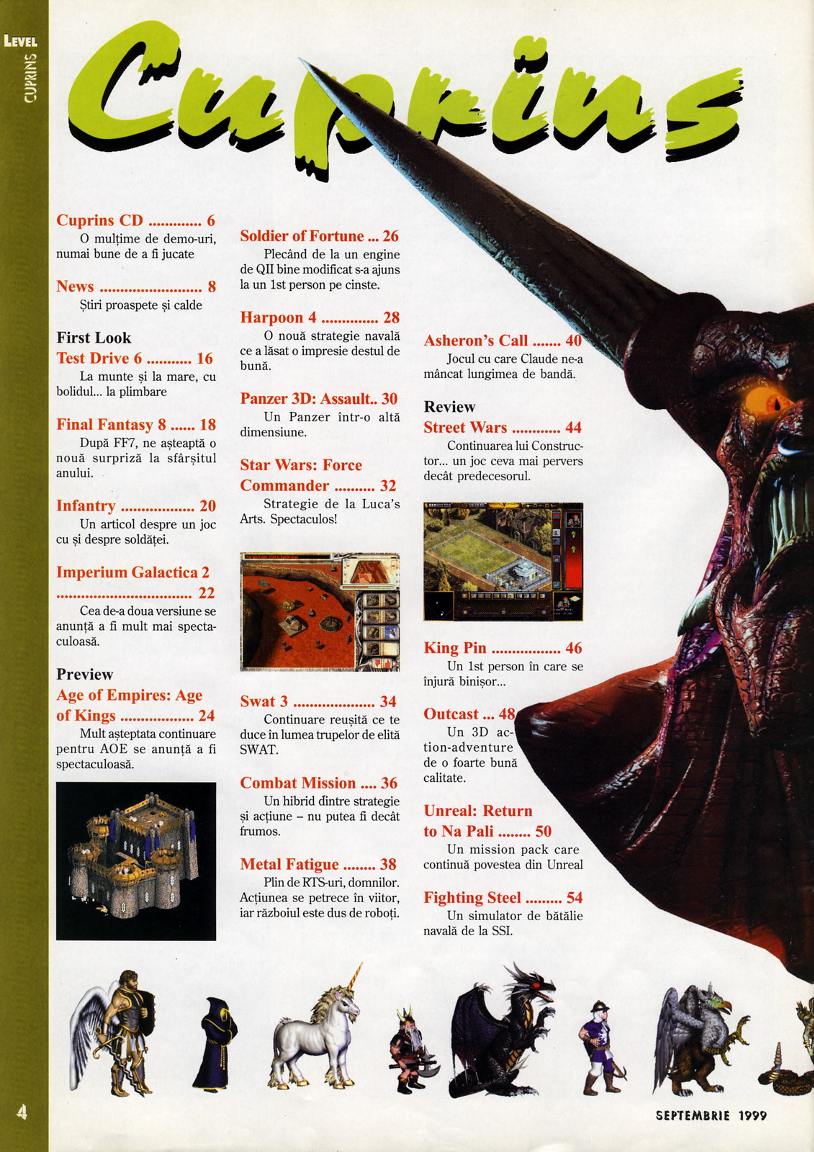 LEVEL
CUPRINS
Cuprins
Cuprins CD ............. 6
O mulțime de demo-uri,
numai bune de a fi jucate
News ......................... 8
Știri proaspete și calde
First Look
Test Drive 6 ........... 16
La munte și la mare, cu
bolidul... la plimbare
Final Fantasy 8 ...... 18
După FF7, ne așteaptă o
nouă surpriză la sfârșitul
anului.
Infantry .................. 20
Un articol despre un joc
cu și despre soldăței.
Imperium Galactica 2
................................. 22
Cea de-a doua versiune se
anunță a fi mult mai specta-
culoasă.
Preview
Age of Empires: Age
of Kings .................. 24
Mult așteptata continuare
pentru AOE se anunță a fi
spectaculoasă.
Soldier of Fortune ... 26
Plecând de la un engine
de QII bine modificat s-a ajuns
la un 1st person pe cinste.
Harpoon 4 .............. 28
O nouă strategie navală
ce a lăsat o impresie destul de
bună.
Panzer 3D: Assault.. 30
Un Panzer într-o altă
dimensiune.
Star Wars: Force
Commander .......... 32
Strategie de la Luca's
Arts. Spectaculos!
Swat 3 .................... 34
Continuare reușită ce te
duce în lumea trupelor de elită
SWAT.
Combat Mission .... 36
Un hibrid dintre strategie
și acțiune – nu putea fi decât
frumos.
Metal Fatigue ........ 38
Plin de RTS-uri, domnilor.
Acțiunea se petrece în viitor,
iar războiul este dus de roboți.
Asheron's Call ....... 40
Jocul cu care Claude ne-a
mâncat lungimea de bandă.
Review
Street Wars ............ 44
Continuarea lui Construc-
tor... un joc ceva mai pervers
decât predecesorul.
King Pin ................. 46
Un 1st person în care se
înjură binișor...
Outcast ... 48
Un 3D ac-
tion-adventure
de o foarte bună
calitate.
Unreal: Return
to Na Pali ........ 50
Un mission pack care
continuă povestea din Unreal
Fighting Steel ......... 54
Un simulator de bătălie
navală de la SSI.
4
SEPTEMBRIE 1999